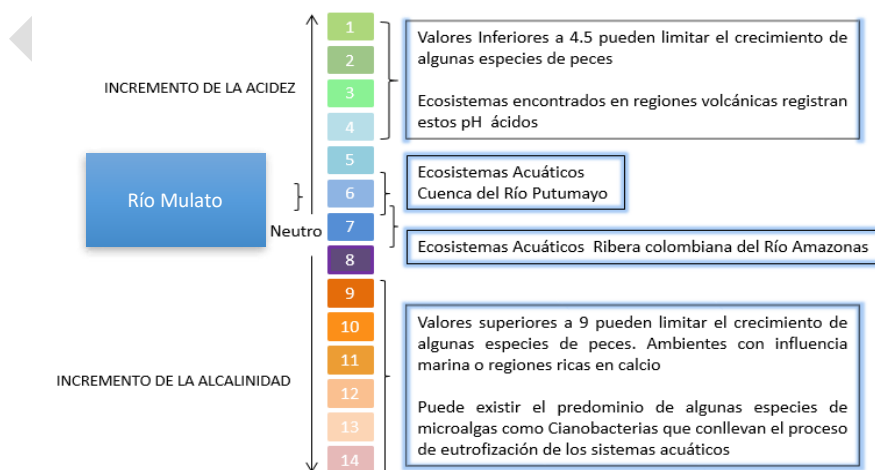 INCREMENTO DE LA ACIDEZ
Río Mulato
Neutro
INCREMENTO DE LA ALCALINIDAD
1
2
3
4
5
6
7
8
9
10
11
12
13
14
Valores Inferiores a 4.5 pueden limitar el crecimiento de
algunas especies de peces
Ecosistemas encontrados en regiones volcánicas registran
estos pH ácidos
Ecosistemas Acuáticos
Cuenca del Río Putumayo
Ecosistemas Acuáticos Ribera colombiana del Río Amazonas
Valores superiores a 9 pueden limitar el crecimiento de
algunas especies de peces. Ambientes con influencia
marina o regiones ricas en calcio
Puede existir el predominio de algunas especies de
microalgas como Cianobacterias que conllevan el proceso
de eutrofización de los sistemas acuáticos